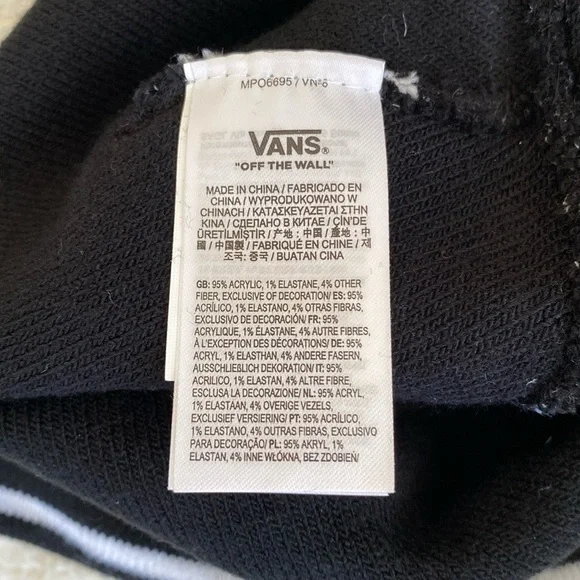 MPO66957 VN#6
VANS®
"OFF THE WALL"
MADE IN CHINA / FABRICADO EN
CHINA / WYPRODUKOWANO W
CHINACH / ΚΑΤΑΣΚΕΥΑΖΕΤΑΙ ΣΤΗΝ
ΚΙΝΑ / СДЕЛАНО В КИТАЕ / ÇİN'DE
ÜRETİLMİŞTİR / 产地：中国 / 產地：中
國 / 中国製 / FABRIQUÉ EN CHINE / 제
조국: 중국 / BUATAN CINA
GB: 95% ACRYLIC, 1% ELASTANE, 4% OTHER
FIBER, EXCLUSIVE OF DECORATION/ ES: 95%
ACRÍLICO, 1% ELASTANO, 4% OTRAS FIBRAS,
EXCLUSIVO DE DECORACIÓN/ FR: 95%
ACRYLIQUE, 1% ÉLASTANE, 4% AUTRE FIBRES,
À L'EXCEPTION DES DÉCORATIONS/ DE: 95%
ACRYL, 1% ELASTHAN, 4% ANDERE FASERN,
AUSSCHLIEßLICH DEKORATION/ IT: 95%
ACRILICO, 1% ELASTAN, 4% ALTRE FIBRE,
ESCLUSA LA DECORAZIONE/ NL: 95% ACRYL,
1% ELASTAAN, 4% OVERIGE VEZELS,
EXCLUSIEF VERSIERING/ PT: 95% ACRÍLICO,
1% ELASTANO, 4% OUTRAS FIBRAS, EXCLUSIVO
PARA DECORAÇÃO/ PL: 95% AKRYL, 1%
ELASTAN, 4% INNE WŁÓKNA, BEZ ZDOBIEŃ/